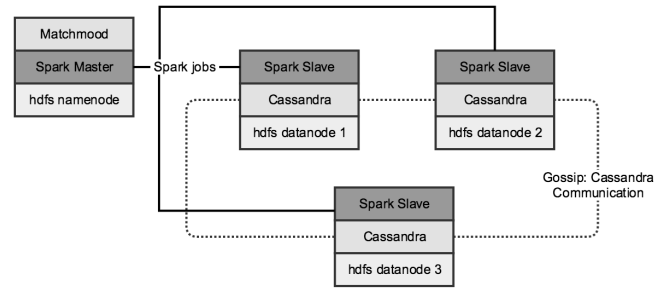 Matchmood
Spark Master
hdfs namenode
Spark jobs
Spark Slave
Cassandra
hdfs datanode 1
Spark Slave
Cassandra
hdfs datanode 2
Gossip: Cassandra
Communication
Spark Slave
Cassandra
hdfs datanode 3